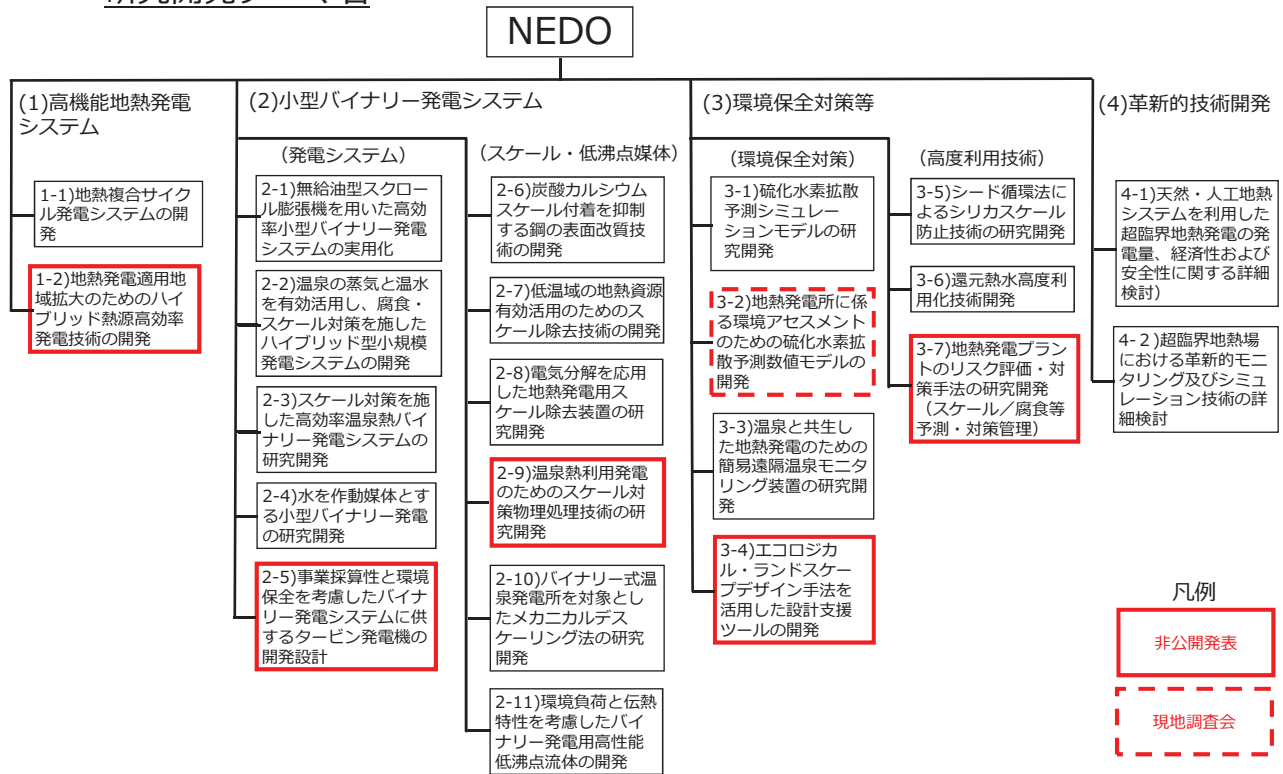 NEDO
(1)高機能地熱発電
システム
1-1)地熱複合サイク
ル発電システムの開
発
1-2)地熱発電適用地
域拡大のためのハイ
ブリッド熱源高効率
発電技術の開発
(2)小型バイナリー発電システム
(発電システム)
2-1)無給油型スクロー
ル膨張機を用いた高効
率小型バイナリー発電
システムの実用化
2-2)温泉の蒸気と温水
を有効活用し、腐食・
スケール対策を施した
ハイブリッド型小規模
発電システムの開発
2-3)スケール対策を施
した高効率温泉熱バイ
ナリー発電システムの
研究開発
2-4)水を作動媒体とす
る小型バイナリー発電
の研究開発
2-5)事業採算性と環境
保全を考慮したバイナ
リー発電システムに供
するタービン発電機の
開発設計
(スケール・低沸点媒体)
2-6)炭酸カルシウム
スケール付着を抑制
する鋼の表面改質技
術の開発
2-7)低温域の地熱資源
有効活用のためのス
ケール除去技術の開発
2-8)電気分解を応用
した地熱発電用ス
ケール除去装置の研
究開発
2-9)温泉熱利用発電
のためのスケール対
策物理処理技術の研
究開発
2-10)バイナリー式温
泉発電所を対象とし
たメカニカルデス
ケーリング法の研究
開発
2-11)環境負荷と伝熱
特性を考慮したバイ
ナリー発電用高性能
低沸点流体の開発
(3)環境保全対策等
(環境保全対策)
3-1)硫化水素拡散
予測シミュレー
ションモデルの研
究開発
3-2)地熱発電所に係
る環境アセスメント
のための硫化水素拡
散予測数値モデルの
開発
3-3)温泉と共生し
た地熱発電のための
簡易遠隔温泉モニタ
リング装置の研究開
発
3-4)エコロジカ
ル・ランドスケー
プデザイン手法を
活用した設計支援
ツールの開発
(高度利用技術)
3-5)シード循環法に
よるシリカスケール
防止技術の研究開発
3-6)還元熱水高度利
用化技術開発
3-7)地熱発電プラン
トのリスク評価・対
策手法の研究開発
（スケール／腐食等
予測・対策管理）
(4)革新的技術開発
4-1)天然・人工地熱
システムを利用した
超臨界地熱発電の発
電量、経済性および
安全性に関する詳細
検討）
4-２)超臨界地熱場
における革新的モニ
タリング及びシミュ
レーション技術の詳
細検討
凡例
非公開発表
現地調査会